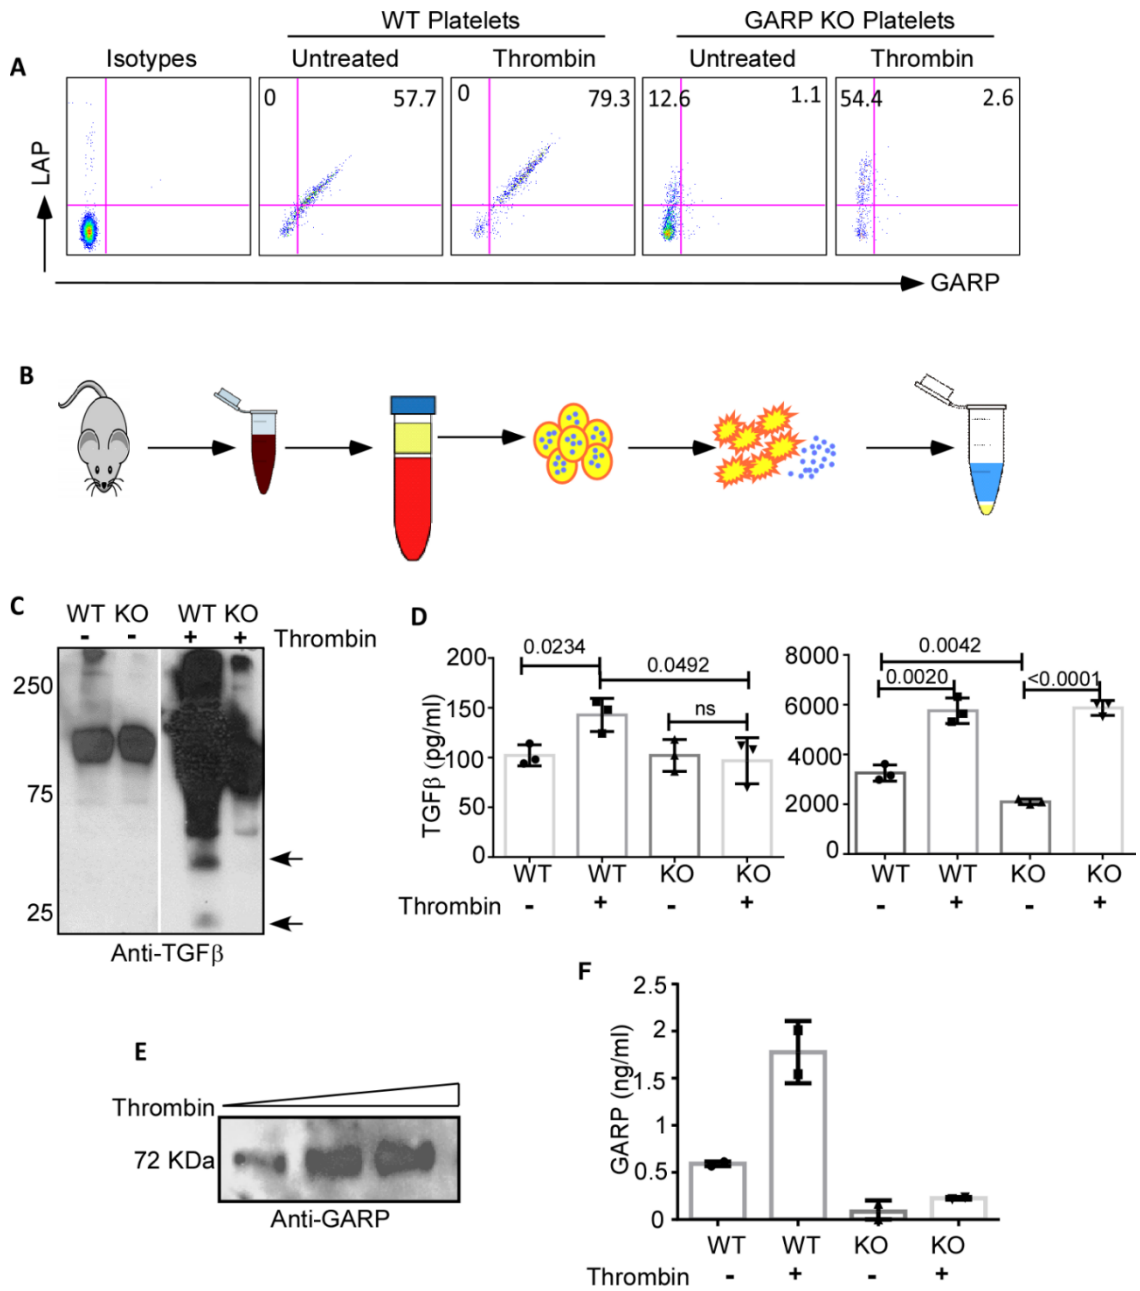 WT Platelets GARP KO Platelets
A Isotypes Untreated Thrombin Untreated Thrombin
0 57.7 0 79.3 12.6 1.1 54.4 2.6
LAP
GARP
B
C WT KO WT KO
- - + + Thrombin
250
75
25
Anti-TGFβ
D
TGFβ (pg/ml)
200
150
100
50
0
0.0234
0.0492
ns
WT WT KO KO
Thrombin - + - +
8000
6000
4000
2000
0
0.0042
0.0020 <0.0001
WT WT KO KO
- + - +
E
Thrombin
72 KDa
Anti-GARP
F
GARP (ng/ml)
2.5
2
1.5
1
0.5
0
WT WT KO KO
Thrombin - + - +